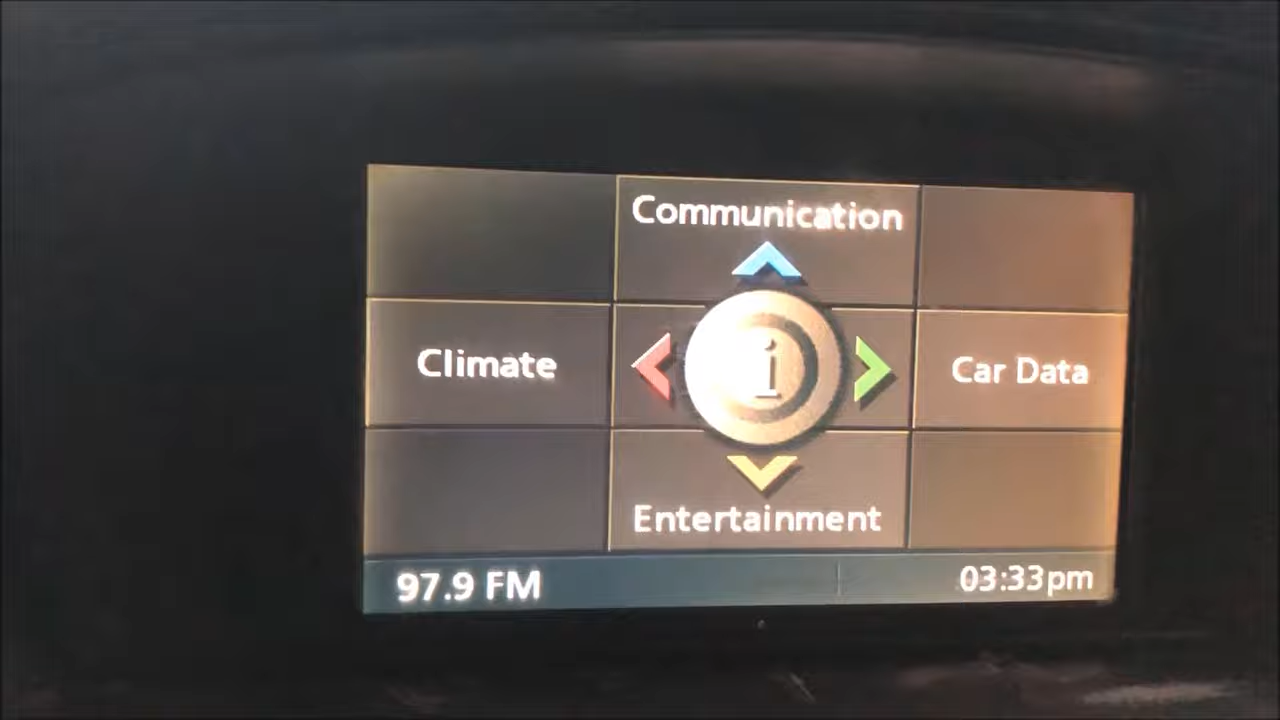 Communication
Climate
i
Car Data
Entertainment
97.9 FM
03:33pm